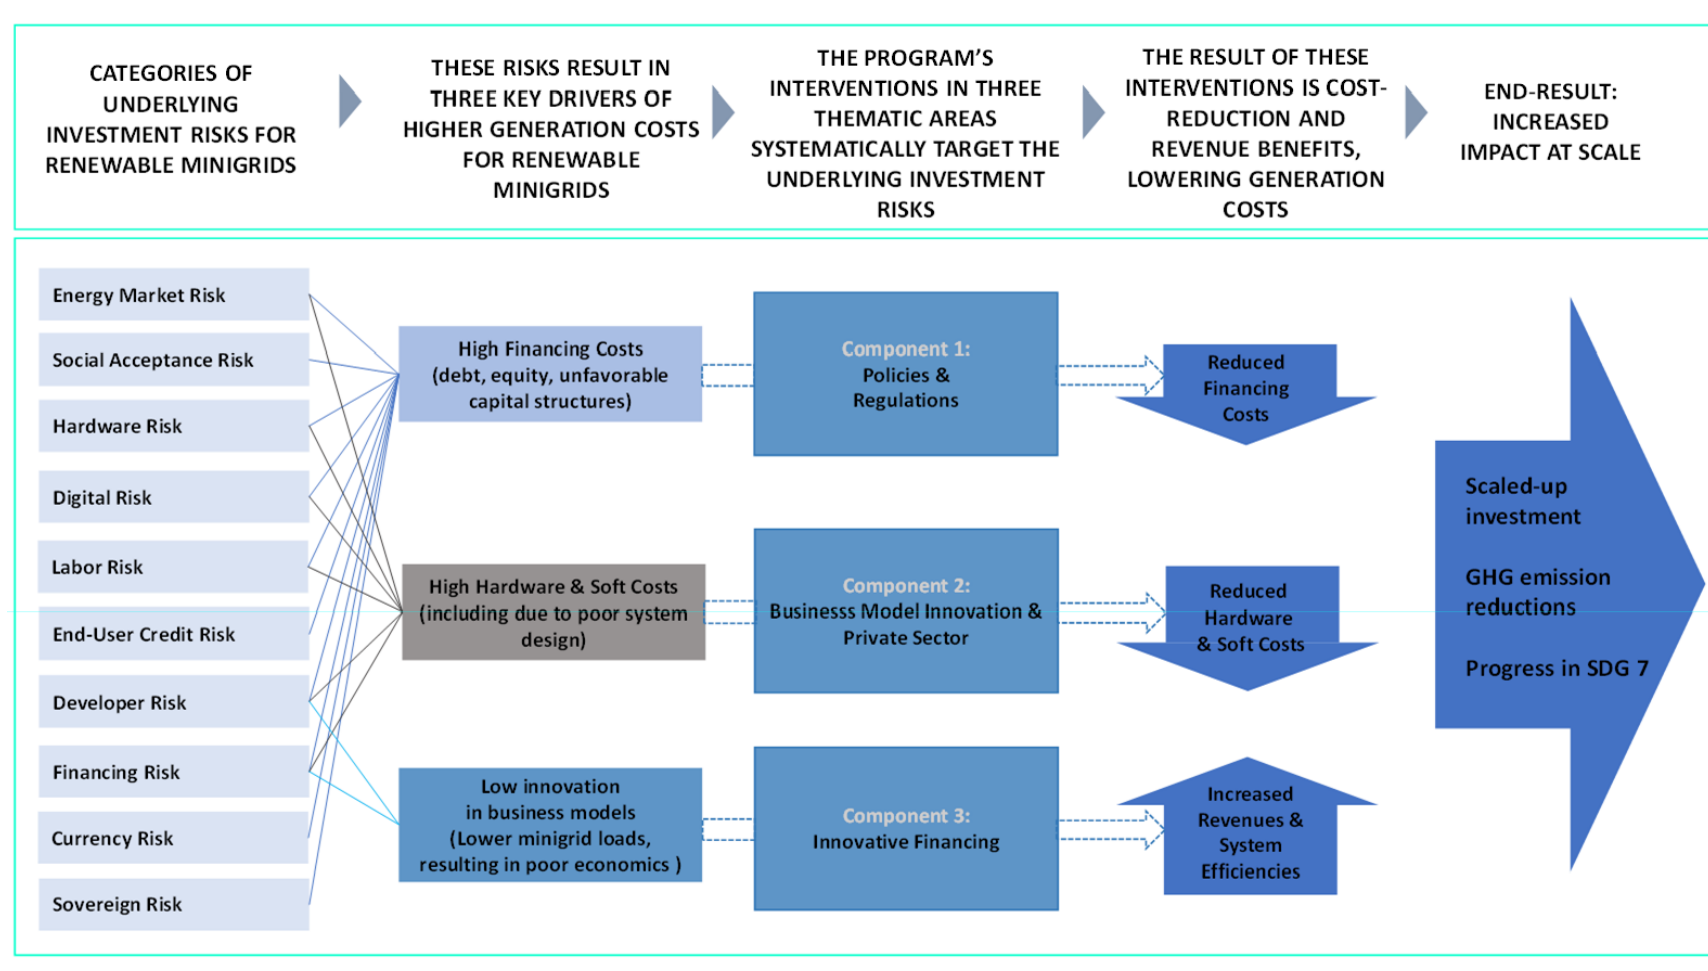 CATEGORIES OF
UNDERLYING
INVESTMENT RISKS FOR
RENEWABLE MINIGRIDS
THESE RISKS RESULT IN
THREE KEY DRIVERS OF
HIGHER GENERATION COSTS
FOR RENEWABLE
MINIGRIDS
THE PROGRAM'S
INTERVENTIONS IN THREE
THEMATIC AREAS
SYSTEMATICALLY TARGET THE
UNDERLYING INVESTMENT
RISKS
THE RESULT OF THESE
INTERVENTIONS IS COST-
REDUCTION AND
REVENUE BENEFITS,
LOWERING GENERATION
COSTS
END-RESULT:
INCREASED
IMPACT AT SCALE
Energy Market Risk
Social Acceptance Risk
Hardware Risk
Digital Risk
Labor Risk
End-User Credit Risk
Developer Risk
Financing Risk
Currency Risk
Sovereign Risk
High Financing Costs
(debt, equity, unfavorable
capital structures)
High Hardware & Soft Costs
(including due to poor system
design)
Low innovation
in business models
(Lower minigrid loads,
resulting in poor economics )
Component 1:
Policies &
Regulations
Component 2:
Businesss Model Innovation &
Private Sector
Component 3:
Innovative Financing
Reduced
Financing
Costs
Reduced
Hardware
& Soft Costs
Increased
Revenues &
System
Efficiencies
Scaled-up
investment
GHG emission
reductions
Progress in SDG 7